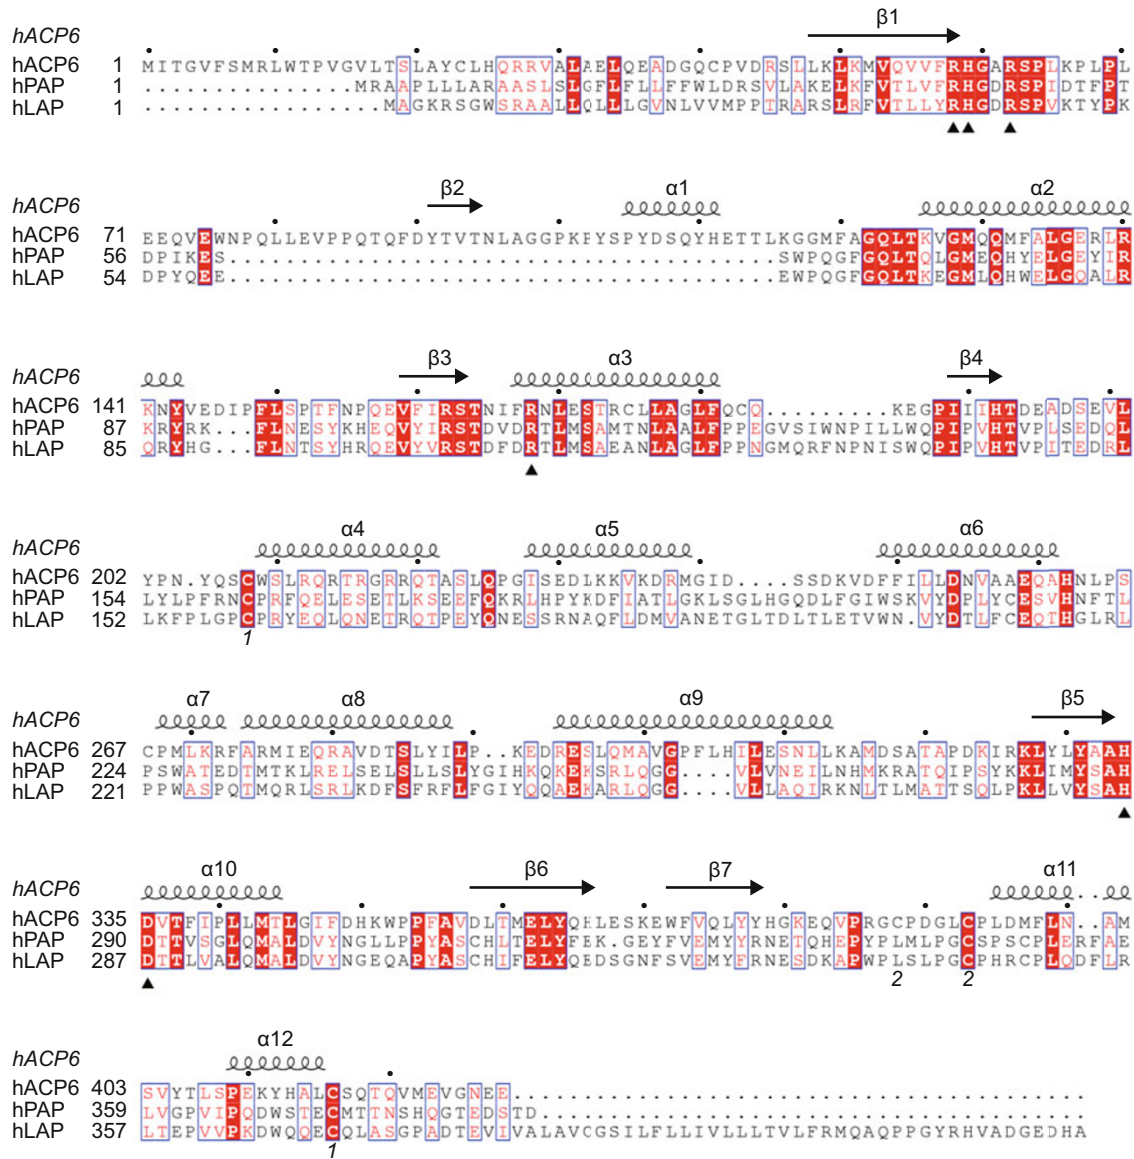 β1
hACP6
hACP6 1 MITGVFSMRLWTPVGVLTSLAYCLHQRRVALAELQEADGQCPVDRSLLKLKMVQVVFRHGARSPLKPLPL
hPAP 1 ...............MRAAPLLLARAASLSLGFLFLLFFWLDRSVLAKELKFVTLVFRHGDRSPIDTFPT
hLAP 1 .................MAGKRSGWSRAALLQLLLGVNLVVMPPTRARSLRFVTLLYRHGDRSPVKTYPK
β2 α1 α2
hACP6
hACP6 71 EEQVEWNPQLLEVPPQTQFDYTVTNLAGGPKPYSPYDSQYHETTLKGGMFAGQLTKVGMQQMFALGERLR
hPAP 56 DPIKES.......................................SWPQGFGQLTQLGMEQHYELGEYIR
hLAP 54 DPYQEE.......................................EWPQGFGQLTKEGMLQHWELGQALR
β3 α3 β4
hACP6
hACP6 141 KNYVEDIPFLSPTFNPQEVFIRSTNIFRNLESTRCLLAGLFQCQ.........KEGPIIIHTDEADSEVL
hPAP 87 KRYRK...FLNESYKHEQVYIRSTDVDRTLMSAMTNLAALFPPEGVSIWNPILLWQPIPVHTVPLSEDQL
hLAP 85 QRYHG...FLNTSYHRQEVYVRSTDFDRTLMSAEANLAGLFPPNGMQRFNPNISWQPIPVHTVPITEDRL
α4 α5 α6
hACP6
hACP6 202 YPN.YQSCWSLRQRTRGRRQTASLQPGISEDLKKVKDRMGID....SSDKVDFFILLDNVAAEQAHNLPS
hPAP 154 LYLPFRNCPRFQELESETLKSEEFQKRLHPYKDFIATLGKLSGLHGQDLFGIWSKVYDPLYCESVHNFTL
hLAP 152 LKFPLGPCPRYEQLQNETRQTPEYQNESSRNAQFLDMVANETGLTDLTLETVWN.VYDTLFCEQTHGLRL
1
α7 α8 α9 β5
hACP6
hACP6 267 CPMLKRFARMIEQRAVDTSLYILP..KEDRESLQMAVGPFLHILESNLLKAMDSATAPDKIRKLYLYAAH
hPAP 224 PSWATEDTMTKLRELSELSLLSLYGIHKQKEKSRLQGG....VLVNEILNHMKRATQIPSYKKLIMYSAH
hLAP 221 PPWASPQTMQRLSRLKDFSFRFLFGIYQQAEKARLQGG....VLLAQIRKNLTLMATTSQLPKLLVYSAH
α10 β6 β7 α11
hACP6
hACP6 335 DVTFIPLLMTLGIFDHKWPPFAVDLTMELYQHLESKEWFVQLYYHGKEQVPRGCPDGLCPLDMFLN..AM
hPAP 290 DTTVSGLQMALDVYNGLLPPYASCHLTELYFEK.GEYFVEMYYRNETQHEPYPLMLPGCSPSCPLERFAE
hLAP 287 DTTLVALQMALDVYNGEQAPYASCHIFELYQEDSGNFSVEMYFRNESDKAPWPLSLPGCPHRCPLQDFLR
2 2
α12
hACP6
hACP6 403 SVYTLSPEKYHALCSQTQVMEVGNEE.........................................
hPAP 359 LVGPVIPQDWSTECMTTNSHQGTEDSTD.......................................
hLAP 357 LTEPVVPKDWQQECQLASGPADTEVIVALAVCGSILFLLIVLLLTVLFRMQAQPPGYRHVADGEDHA
1